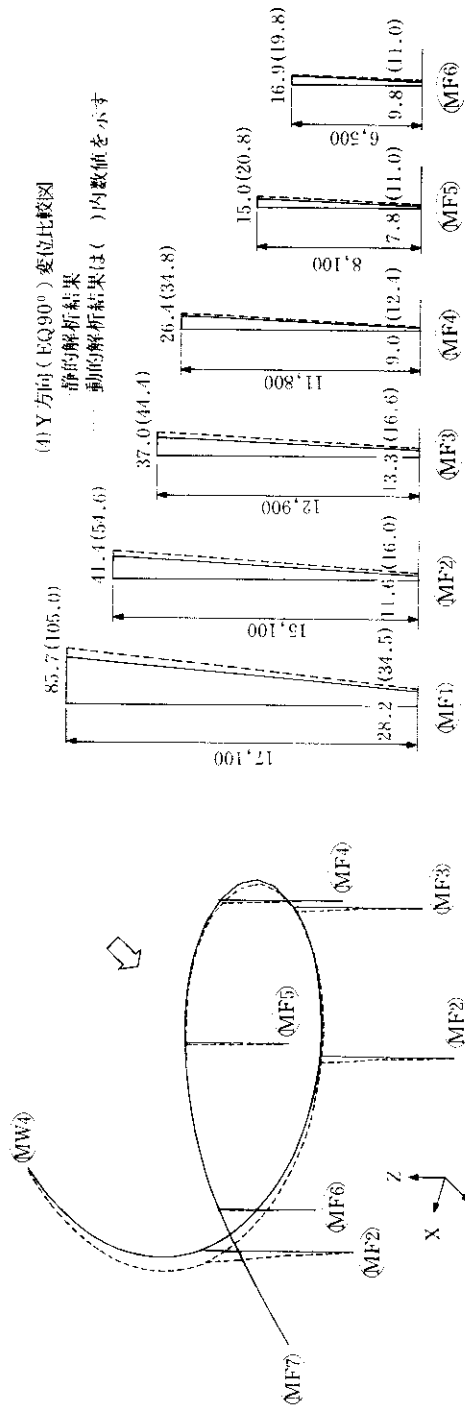 (4) Y方向(EQ90°)変位比較図
静的解析結果
動的解析結果は( )内数値を示す
85.7(105.0)
17,100
28.2 (34.5)
(MF1)
41.4(54.6)
15,100
11.6 (16.0)
(MF2)
37.0(44.4)
12,900
13.3 (16.6)
(MF3)
26.4(34.8)
11,800
9.0 (12.4)
(MF4)
15.0(20.8)
8,100
7.8 (11.0)
(MF5)
16.9(19.8)
6,500
9.8 (11.0)
(MF6)
(MW4)
(MF7)
(MF2)
(MF6)
(MF5)
(MF2)
(MF4)
(MF3)
Z
X